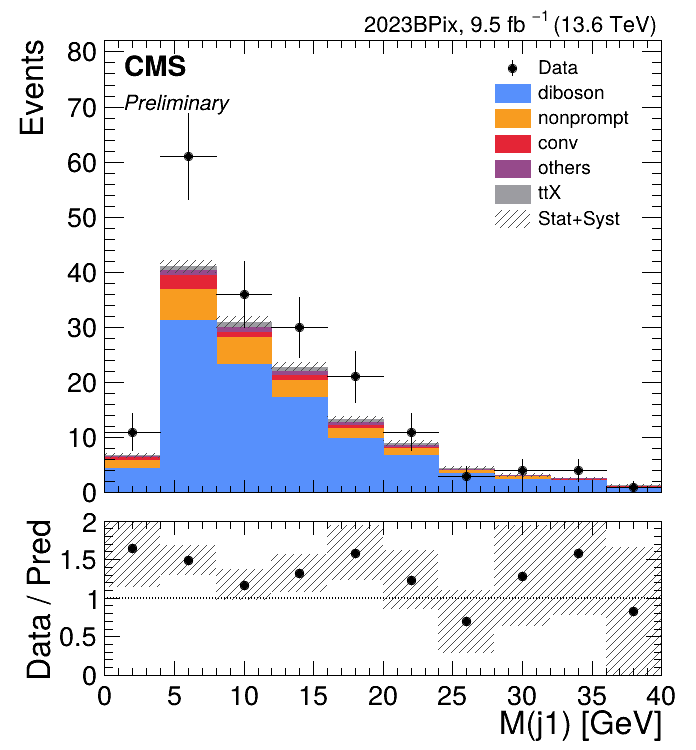 2023BPix, 9.5 fb⁻¹ (13.6 TeV)
CMS
Preliminary
Events
80
70
60
50
40
30
20
10
0
Data
diboson
nonprompt
conv
others
ttX
Stat+Syst
Data / Pred
2
1.5
1
0.5
0
0 5 10 15 20 25 30 35 40
M(j1) [GeV]